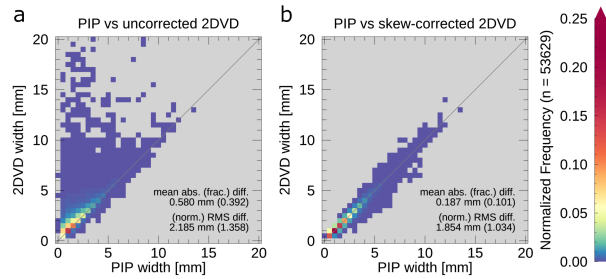 a
PIP vs uncorrected 2DVD
20
15
10
5
0
2DVD width [mm]
mean abs. (frac.) diff.
0.580 mm (0.392)
(norm.) RMS diff.
2.185 mm (1.358)
0 5 10 15 20
PIP width [mm]
b
PIP vs skew-corrected 2DVD
20
15
10
5
0
2DVD width [mm]
mean abs. (frac.) diff.
0.187 mm (0.101)
(norm.) RMS diff.
1.854 mm (1.034)
0 5 10 15 20
PIP width [mm]
Normalized Frequency (n = 53629)
0.25
0.20
0.15
0.10
0.05
0.00